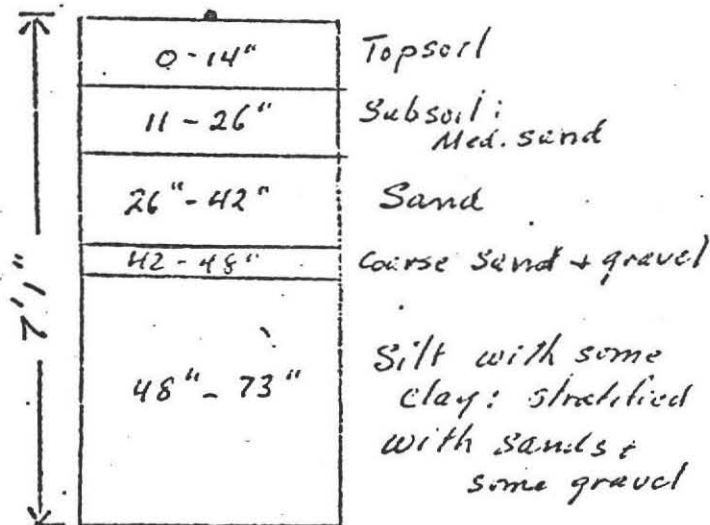 0-14" Topsoil
11 - 26" Subsoil:
Med. sand
26" - 42" Sand
42 - 48" Coarse Sand + gravel
7'1"
48" - 73" Silt with some
clay: stratified
with sands &
some gravel